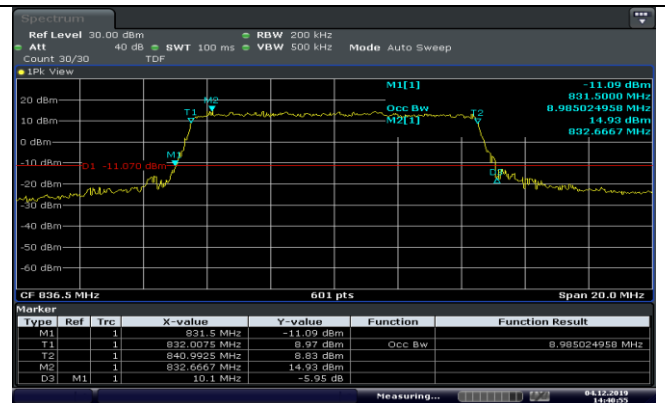 Spectrum
Ref Level 30.00 dBm RBW 200 kHz
Att 40 dB SWT 100 ms VBW 500 kHz Mode Auto Sweep
Count 30/30 TDF
1Pk View
M1[1] -11.09 dBm
831.5000 MHz
Occ Bw 8.985024958 MHz
M2[1] 14.93 dBm
832.6667 MHz
20 dBm
10 dBm
0 dBm
-10 dBm
-20 dBm
-30 dBm
-40 dBm
-50 dBm
-60 dBm
M2
T1
T2
M1
D1 -11.070 dBm
CF 836.5 MHz 601 pts Span 20.0 MHz
Marker
Type Ref Trc X-value Y-value Function Function Result
M1 1 831.5 MHz -11.09 dBm
T1 1 832.0075 MHz 8.97 dBm Occ Bw 8.985024958 MHz
T2 1 840.9925 MHz 8.83 dBm
M2 1 832.6667 MHz 14.93 dBm
D3 M1 1 10.1 MHz -5.95 dB
Measuring... 04.12.2019
14:40:55